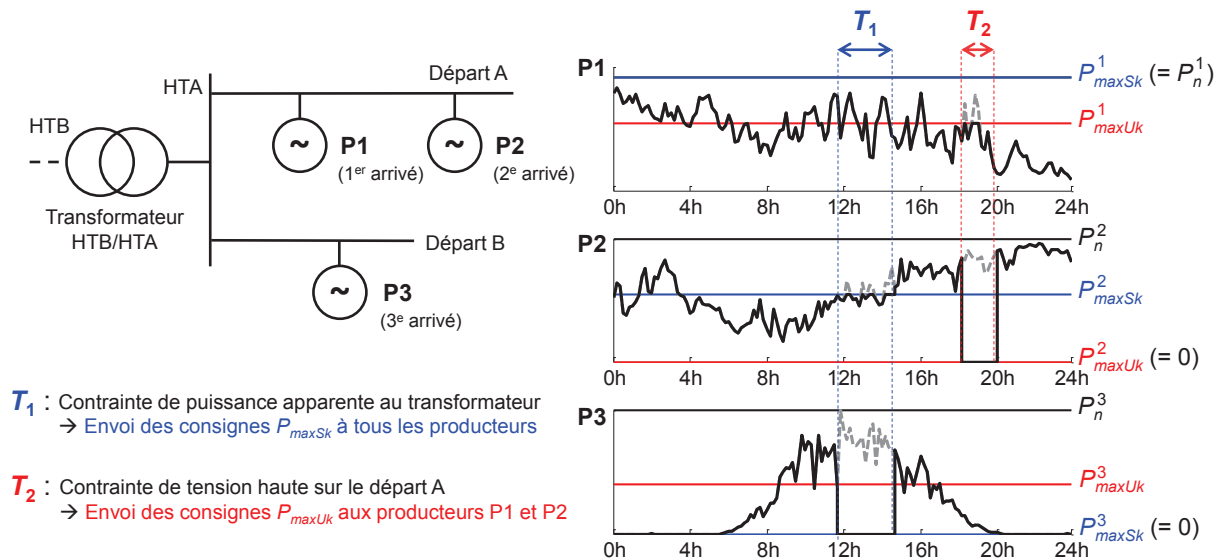 HTB
HTA
Départ A
P1
(1er arrivé)
P2
(2e arrivé)
Transformateur
HTB/HTA
Départ B
P3
(3e arrivé)
~
~
~
T1 : Contrainte de puissance apparente au transformateur
→ Envoi des consignes PmaxSk à tous les producteurs
T2 : Contrainte de tension haute sur le départ A
→ Envoi des consignes PmaxUk aux producteurs P1 et P2
T1
T2
P1
P¹maxSk (= P¹n)
P¹maxUk
0h 4h 8h 12h 16h 20h 24h
P2
P²n
P²maxSk
P²maxUk (= 0)
0h 4h 8h 12h 16h 20h 24h
P3
P³n
P³maxUk
P³maxSk (= 0)
0h 4h 8h 12h 16h 20h 24h